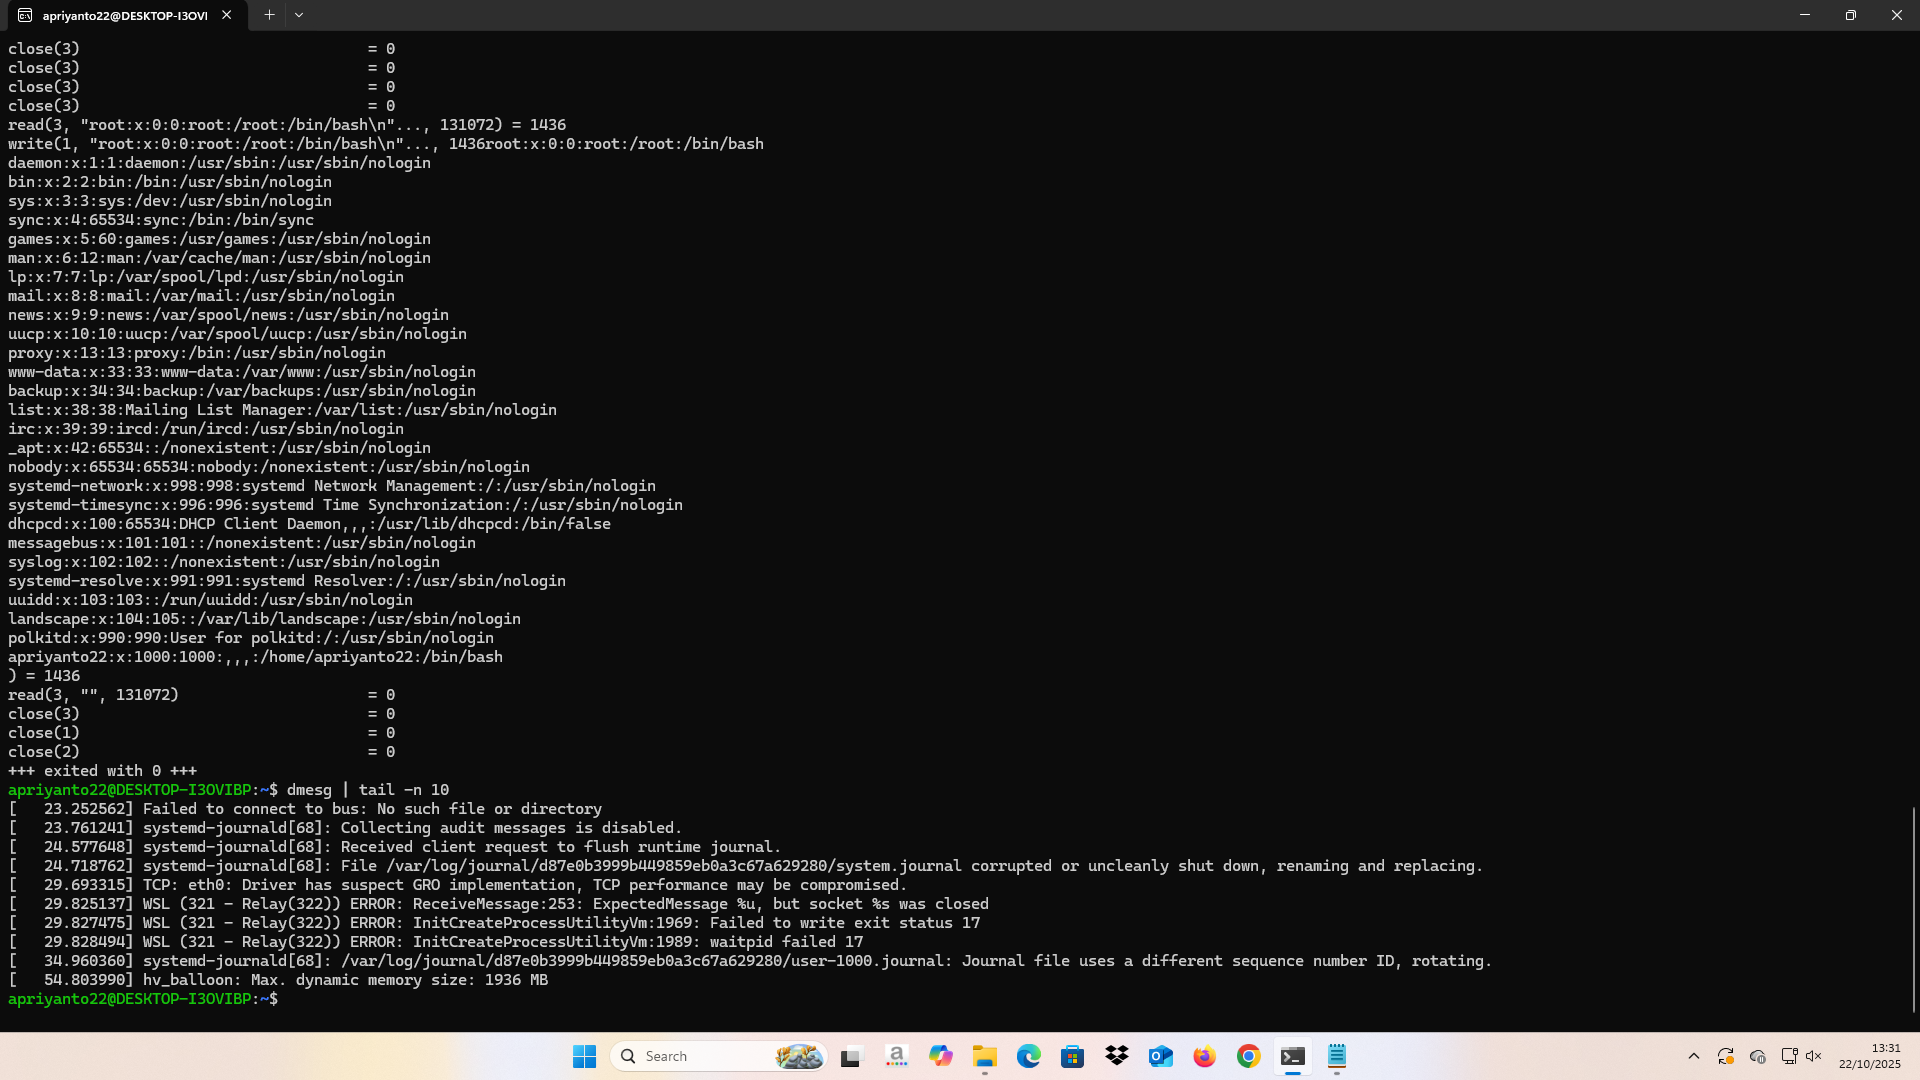 apriyanto22@DESKTOP-I3OVI
close(3)                                = 0
close(3)                                = 0
close(3)                                = 0
close(3)                                = 0
read(3, "root:x:0:0:root:/root:/bin/bash\n"..., 131072) = 1436
write(1, "root:x:0:0:root:/root:/bin/bash\n"..., 1436root:x:0:0:root:/root:/bin/bash
daemon:x:1:1:daemon:/usr/sbin:/usr/sbin/nologin
bin:x:2:2:bin:/bin:/usr/sbin/nologin
sys:x:3:3:sys:/dev:/usr/sbin/nologin
sync:x:4:65534:sync:/bin:/bin/sync
games:x:5:60:games:/usr/games:/usr/sbin/nologin
man:x:6:12:man:/var/cache/man:/usr/sbin/nologin
lp:x:7:7:lp:/var/spool/lpd:/usr/sbin/nologin
mail:x:8:8:mail:/var/mail:/usr/sbin/nologin
news:x:9:9:news:/var/spool/news:/usr/sbin/nologin
uucp:x:10:10:uucp:/var/spool/uucp:/usr/sbin/nologin
proxy:x:13:13:proxy:/bin:/usr/sbin/nologin
www-data:x:33:33:www-data:/var/www:/usr/sbin/nologin
backup:x:34:34:backup:/var/backups:/usr/sbin/nologin
list:x:38:38:Mailing List Manager:/var/list:/usr/sbin/nologin
irc:x:39:39:ircd:/run/ircd:/usr/sbin/nologin
_apt:x:42:65534::/nonexistent:/usr/sbin/nologin
nobody:x:65534:65534:nobody:/nonexistent:/usr/sbin/nologin
systemd-network:x:998:998:systemd Network Management:/:/usr/sbin/nologin
systemd-timesync:x:996:996:systemd Time Synchronization:/:/usr/sbin/nologin
dhcpcd:x:100:65534:DHCP Client Daemon,,,:/usr/lib/dhcpcd:/bin/false
messagebus:x:101:101::/nonexistent:/usr/sbin/nologin
syslog:x:102:102::/nonexistent:/usr/sbin/nologin
systemd-resolve:x:991:991:systemd Resolver:/:/usr/sbin/nologin
uuidd:x:103:103::/run/uuidd:/usr/sbin/nologin
landscape:x:104:105::/var/lib/landscape:/usr/sbin/nologin
polkitd:x:990:990:User for polkitd:/:/usr/sbin/nologin
apriyanto22:x:1000:1000:,,,:/home/apriyanto22:/bin/bash
) = 1436
read(3, "", 131072)                     = 0
close(3)                                = 0
close(1)                                = 0
close(2)                                = 0
+++ exited with 0 +++
apriyanto22@DESKTOP-I3OVIBP:~$ dmesg | tail -n 10
[   23.252562] Failed to connect to bus: No such file or directory
[   23.761241] systemd-journald[68]: Collecting audit messages is disabled.
[   24.577648] systemd-journald[68]: Received client request to flush runtime journal.
[   24.718762] systemd-journald[68]: File /var/log/journal/d87e0b3999b449859eb0a3c67a629280/system.journal corrupted or uncleanly shut down, renaming and replacing.
[   29.693315] TCP: eth0: Driver has suspect GRO implementation, TCP performance may be compromised.
[   29.825137] WSL (321 - Relay(322)) ERROR: ReceiveMessage:253: ExpectedMessage %u, but socket %s was closed
[   29.827475] WSL (321 - Relay(322)) ERROR: InitCreateProcessUtilityVm:1969: Failed to write exit status 17
[   29.828494] WSL (321 - Relay(322)) ERROR: InitCreateProcessUtilityVm:1989: waitpid failed 17
[   34.960360] systemd-journald[68]: /var/log/journal/d87e0b3999b449859eb0a3c67a629280/user-1000.journal: Journal file uses a different sequence number ID, rotating.
[   54.803990] hv_balloon: Max. dynamic memory size: 1936 MB
apriyanto22@DESKTOP-I3OVIBP:~$
Search
13:31
22/10/2025